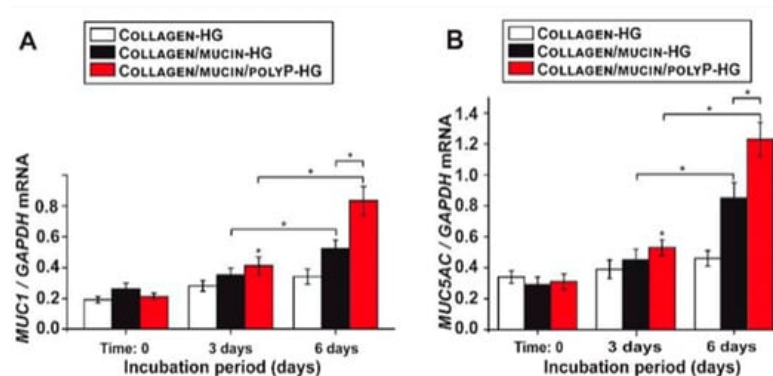 A
COLLAGEN-HG
COLLAGEN/MUCIN-HG
COLLAGEN/MUCIN/POLYP-HG
MUC1 / GAPDH mRNA
0.8
0.6
0.4
0.2
0.0
*
*
*
*
Time: 0 3 days 6 days
Incubation period (days)
B
COLLAGEN-HG
COLLAGEN/MUCIN-HG
COLLAGEN/MUCIN/POLYP-HG
MUC5AC / GAPDH mRNA
1.4
1.2
1.0
0.8
0.6
0.4
0.2
0.0
*
*
*
*
Time: 0 3 days 6 days
Incubation period (days)